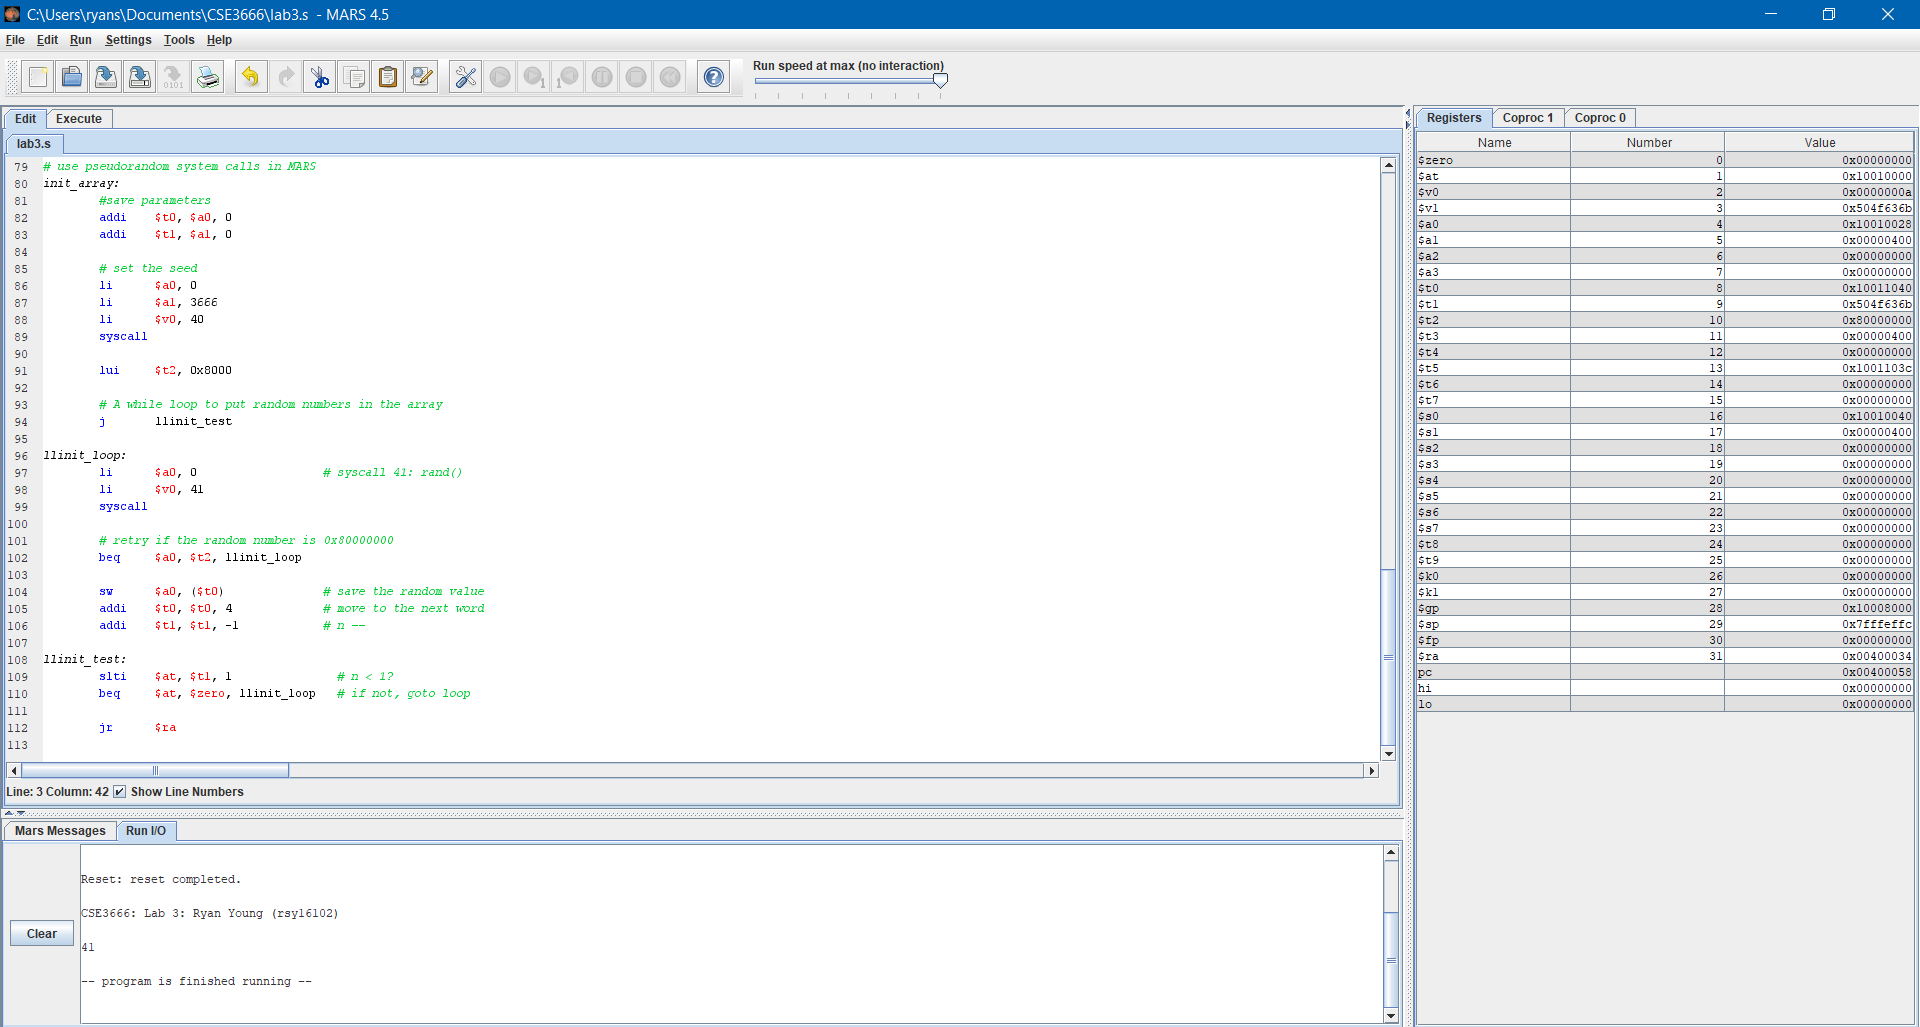 C:\Users\ryans\Documents\CSE3666\lab3.s - MARS 4.5
File Edit Run Settings Tools Help
Run speed at max (no interaction)
Edit Execute
lab3.s
79 # use pseudorandom system calls in MARS
80 init_array:
81 #save parameters
82 addi $t0, $a0, 0
83 addi $t1, $a1, 0
84
85 # set the seed
86 li $a0, 0
87 li $a1, 3666
88 li $v0, 40
89 syscall
90
91 lui $t2, 0x8000
92
93 # A while loop to put random numbers in the array
94 j llinit_test
95
96 llinit_loop:
97 li $a0, 0 # syscall 41: rand()
98 li $v0, 41
99 syscall
100
101 # retry if the random number is 0x80000000
102 beq $a0, $t2, llinit_loop
103
104 sw $a0, ($t0) # save the random value
105 addi $t0, $t0, 4 # move to the next word
106 addi $t1, $t1, -1 # n --
107
108 llinit_test:
109 slti $at, $t1, 1 # n < 1?
110 beq $at, $zero, llinit_loop # if not, goto loop
111
112 jr $ra
113
Line: 3 Column: 42 Show Line Numbers
Mars Messages Run I/O
Clear
Reset: reset completed.
CSE3666: Lab 3: Ryan Young (rsy16102)
41
-- program is finished running --
Registers Coproc 1 Coproc 0
Name Number Value
$zero 0 0x00000000
$at 1 0x10010000
$v0 2 0x0000000a
$v1 3 0x504f636b
$a0 4 0x10010028
$a1 5 0x00000400
$a2 6 0x00000000
$a3 7 0x00000000
$t0 8 0x10011040
$t1 9 0x504f636b
$t2 10 0x80000000
$t3 11 0x00000400
$t4 12 0x00000000
$t5 13 0x1001103c
$t6 14 0x00000000
$t7 15 0x00000000
$s0 16 0x10010040
$s1 17 0x00000400
$s2 18 0x00000000
$s3 19 0x00000000
$s4 20 0x00000000
$s5 21 0x00000000
$s6 22 0x00000000
$s7 23 0x00000000
$t8 24 0x00000000
$t9 25 0x00000000
$k0 26 0x00000000
$k1 27 0x00000000
$gp 28 0x10008000
$sp 29 0x7fffeffc
$fp 30 0x00000000
$ra 31 0x00400034
pc 0x00400058
hi 0x00000000
lo 0x00000000